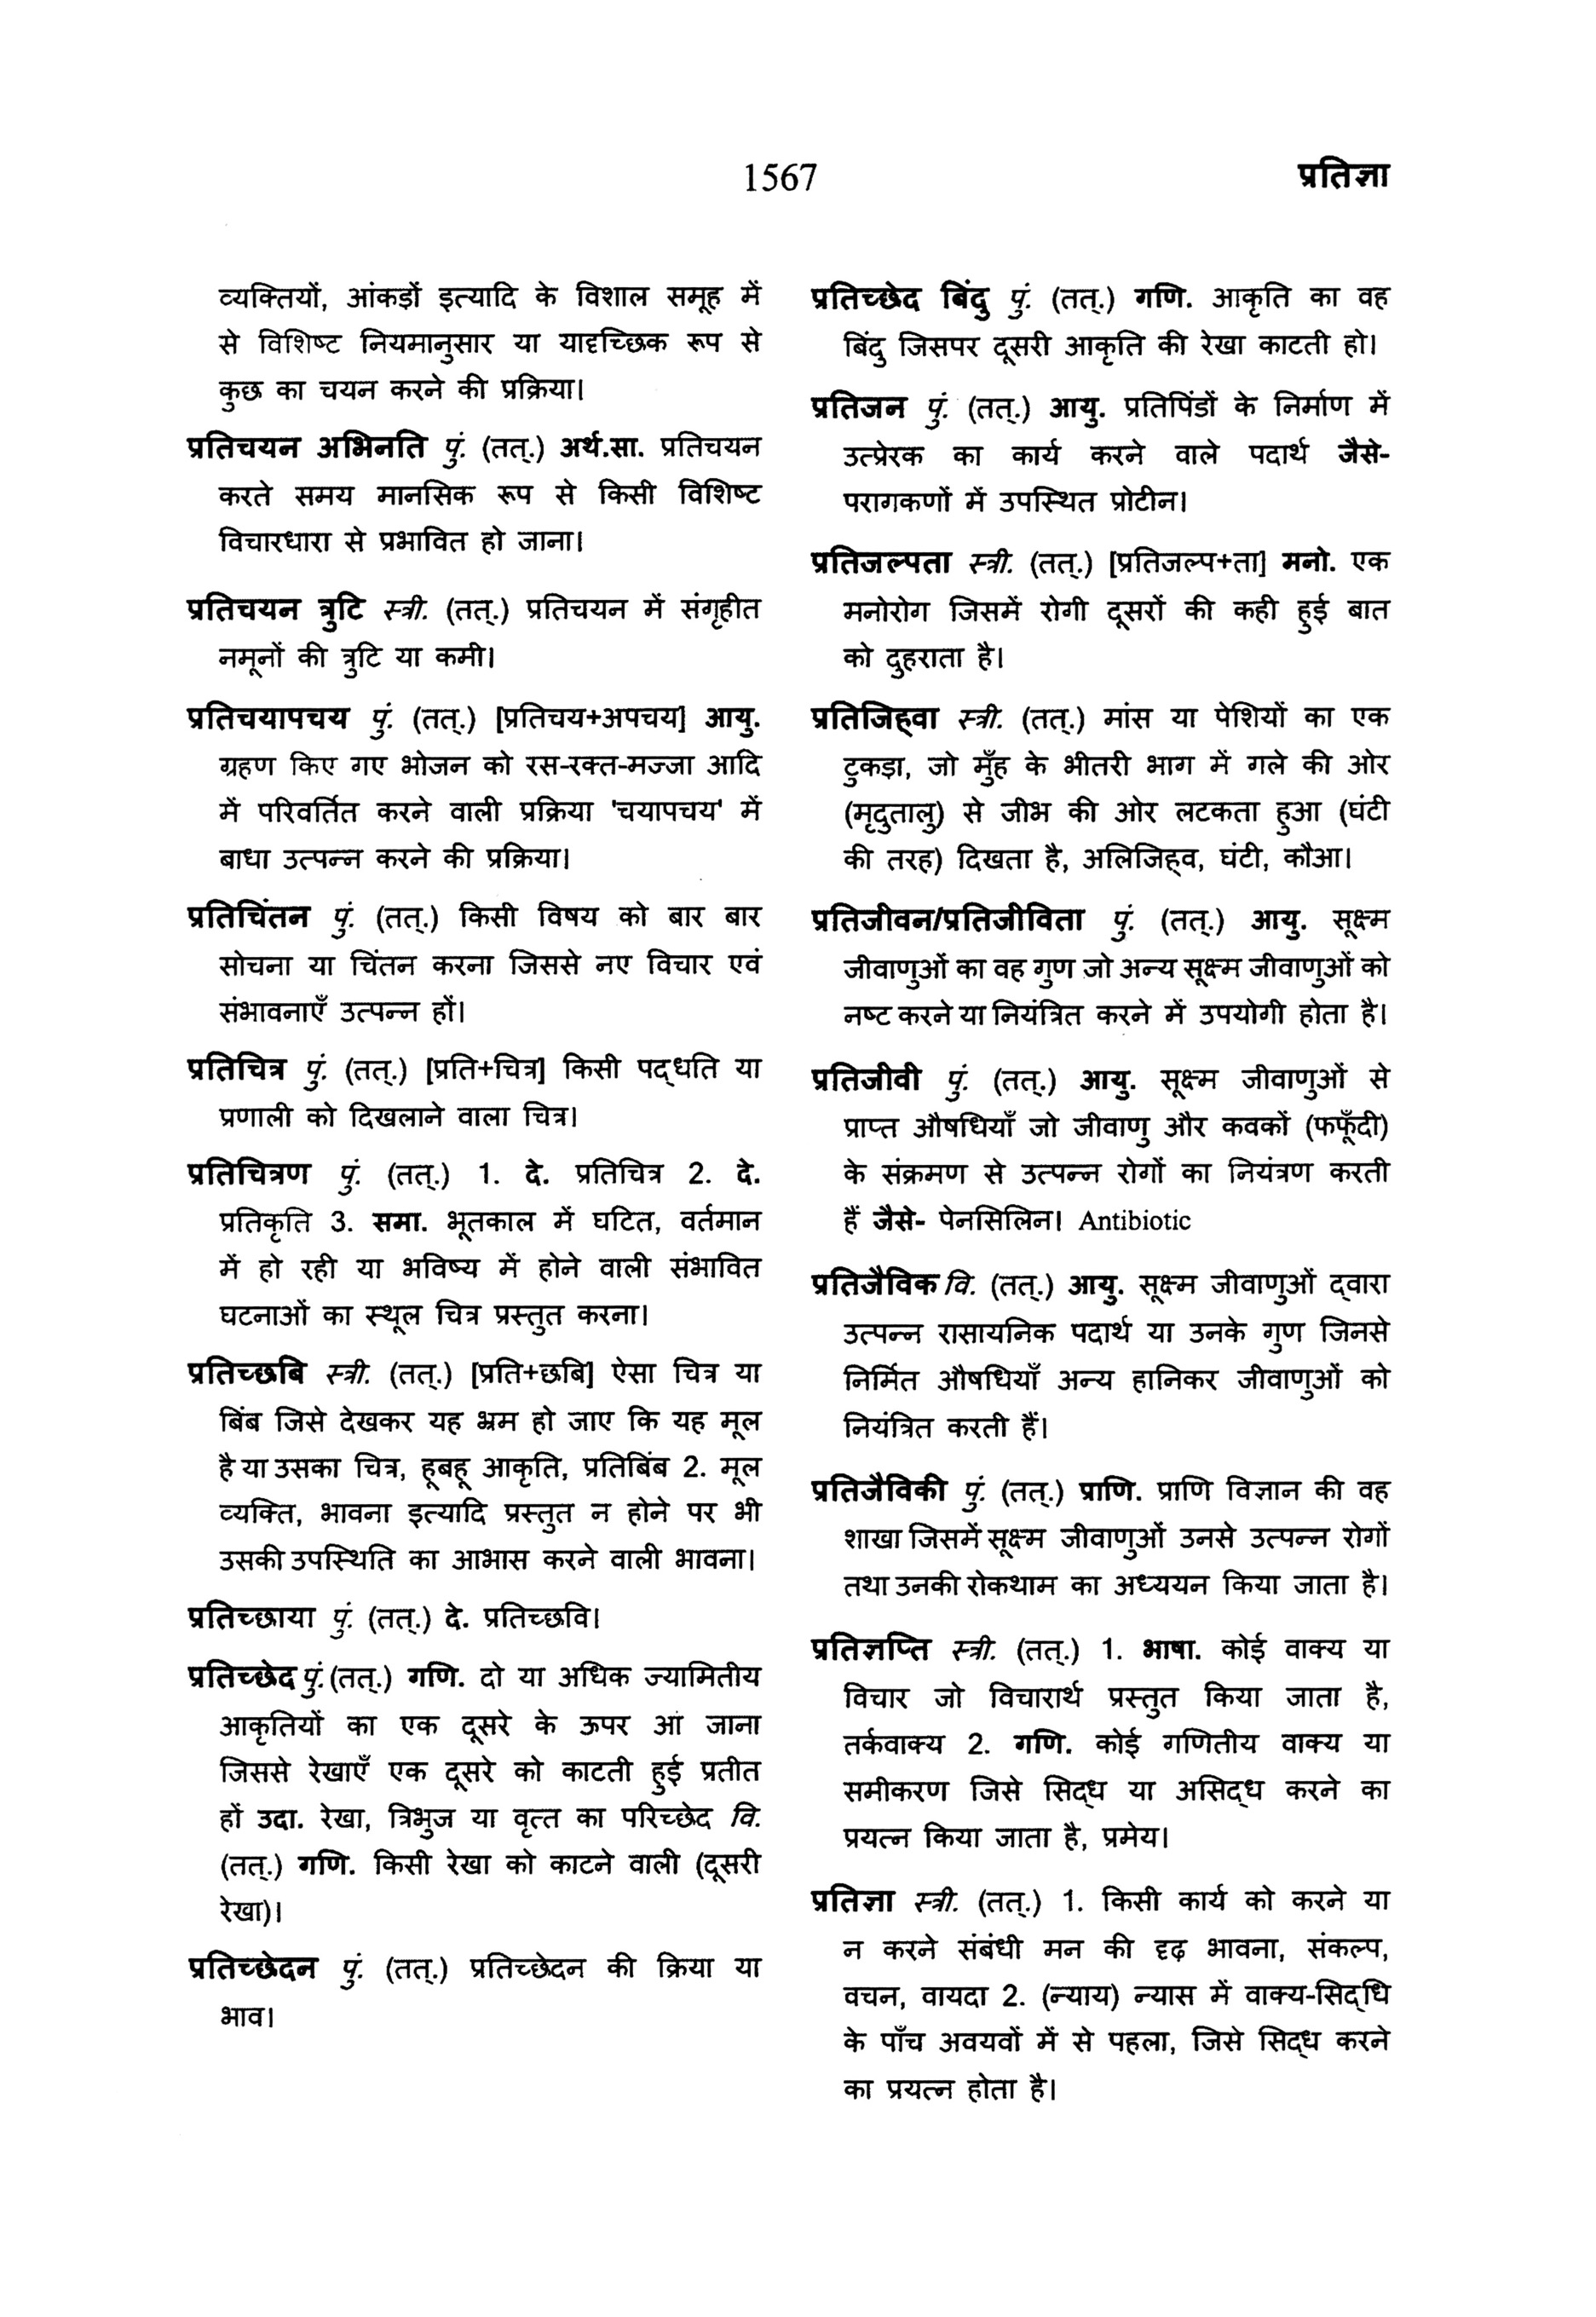 1567
प्रतिज्ञा
व्यक्तियों, आंकड़ों इत्यादि के विशाल समूह में
से विशिष्ट नियमानुसार या यादृच्छिक रूप से
कुछ का चयन करने की प्रक्रिया।
प्रतिचयन अभिनति पुं. (तत्.) अर्थ.सा. प्रतिचयन
करते समय मानसिक रूप से किसी विशिष्ट
विचारधारा से प्रभावित हो जाना।
प्रतिचयन त्रुटि स्त्री. (तत्.) प्रतिचयन में संगृहीत
नमूनों की त्रुटि या कमी।
प्रतिचयापचय पुं. (तत्.) [प्रतिचय+अपचय] आयु.
ग्रहण किए गए भोजन को रस-रक्त-मज्जा आदि
में परिवर्तित करने वाली प्रक्रिया 'चयापचय' में
बाधा उत्पन्न करने की प्रक्रिया।
प्रतिचिंतन पुं. (तत्.) किसी विषय को बार बार
सोचना या चिंतन करना जिससे नए विचार एवं
संभावनाएँ उत्पन्न हों।
प्रतिचित्र पुं. (तत्.) [प्रति+चित्र] किसी पद्धति या
प्रणाली को दिखलाने वाला चित्र।
प्रतिचित्रण पुं. (तत्.) 1. दे. प्रतिचित्र 2. दे.
प्रतिकृति 3. समा. भूतकाल में घटित, वर्तमान
में हो रही या भविष्य में होने वाली संभावित
घटनाओं का स्थूल चित्र प्रस्तुत करना।
प्रतिच्छबि स्त्री. (तत्.) [प्रति+छबि] ऐसा चित्र या
बिंब जिसे देखकर यह भ्रम हो जाए कि यह मूल
है या उसका चित्र, हूबहू आकृति, प्रतिबिंब 2. मूल
व्यक्ति, भावना इत्यादि प्रस्तुत न होने पर भी
उसकी उपस्थिति का आभास करने वाली भावना।
प्रतिच्छाया पुं. (तत्.) दे. प्रतिच्छवि।
प्रतिच्छेद पुं. (तत्.) गणि. दो या अधिक ज्यामितीय
आकृतियों का एक दूसरे के ऊपर आ जाना
जिससे रेखाएँ एक दूसरे को काटती हुई प्रतीत
हों उदा. रेखा, त्रिभुज या वृत्त का परिच्छेद वि.
(तत्.) गणि. किसी रेखा को काटने वाली (दूसरी
रेखा)।
प्रतिच्छेदन पुं. (तत्.) प्रतिच्छेदन की क्रिया या
भाव।
प्रतिच्छेद बिंदु पुं. (तत्.) गणि. आकृति का वह
बिंदु जिसपर दूसरी आकृति की रेखा काटती हो।
प्रतिजन पुं. (तत्.) आयु. प्रतिपिंडों के निर्माण में
उत्प्रेरक का कार्य करने वाले पदार्थ जैसे-
परागकणों में उपस्थित प्रोटीन।
प्रतिजल्पता स्त्री. (तत्.) [प्रतिजल्प+ता] मनो. एक
मनोरोग जिसमें रोगी दूसरों की कही हुई बात
को दुहराता है।
प्रतिजिह्वा स्त्री. (तत्.) मांस या पेशियों का एक
टुकड़ा, जो मुँह के भीतरी भाग में गले की ओर
(मृदुतालु) से जीभ की ओर लटकता हुआ (घंटी
की तरह) दिखता है, अलिजिह्व, घंटी, कौआ।
प्रतिजीवन/प्रतिजीविता पुं. (तत्.) आयु. सूक्ष्म
जीवाणुओं का वह गुण जो अन्य सूक्ष्म जीवाणुओं को
नष्ट करने या नियंत्रित करने में उपयोगी होता है।
प्रतिजीवी पुं. (तत्.) आयु. सूक्ष्म जीवाणुओं से
प्राप्त औषधियाँ जो जीवाणु और कवकों (फफूँदी)
के संक्रमण से उत्पन्न रोगों का नियंत्रण करती
हैं जैसे- पेनसिलिन। Antibiotic
प्रतिजैविक वि. (तत्.) आयु. सूक्ष्म जीवाणुओं द्वारा
उत्पन्न रासायनिक पदार्थ या उनके गुण जिनसे
निर्मित औषधियाँ अन्य हानिकर जीवाणुओं को
नियंत्रित करती हैं।
प्रतिजैविकी पुं. (तत्.) प्राणि. प्राणि विज्ञान की वह
शाखा जिसमें सूक्ष्म जीवाणुओं उनसे उत्पन्न रोगों
तथा उनकी रोकथाम का अध्ययन किया जाता है।
प्रतिज्ञप्ति स्त्री. (तत्.) 1. भाषा. कोई वाक्य या
विचार जो विचारार्थ प्रस्तुत किया जाता है,
तर्कवाक्य 2. गणि. कोई गणितीय वाक्य या
समीकरण जिसे सिद्ध या असिद्ध करने का
प्रयत्न किया जाता है, प्रमेय।
प्रतिज्ञा स्त्री. (तत्.) 1. किसी कार्य को करने या
न करने संबंधी मन की दृढ़ भावना, संकल्प,
वचन, वायदा 2. (न्याय) न्यास में वाक्य-सिद्धि
के पाँच अवयवों में से पहला, जिसे सिद्ध करने
का प्रयत्न होता है।